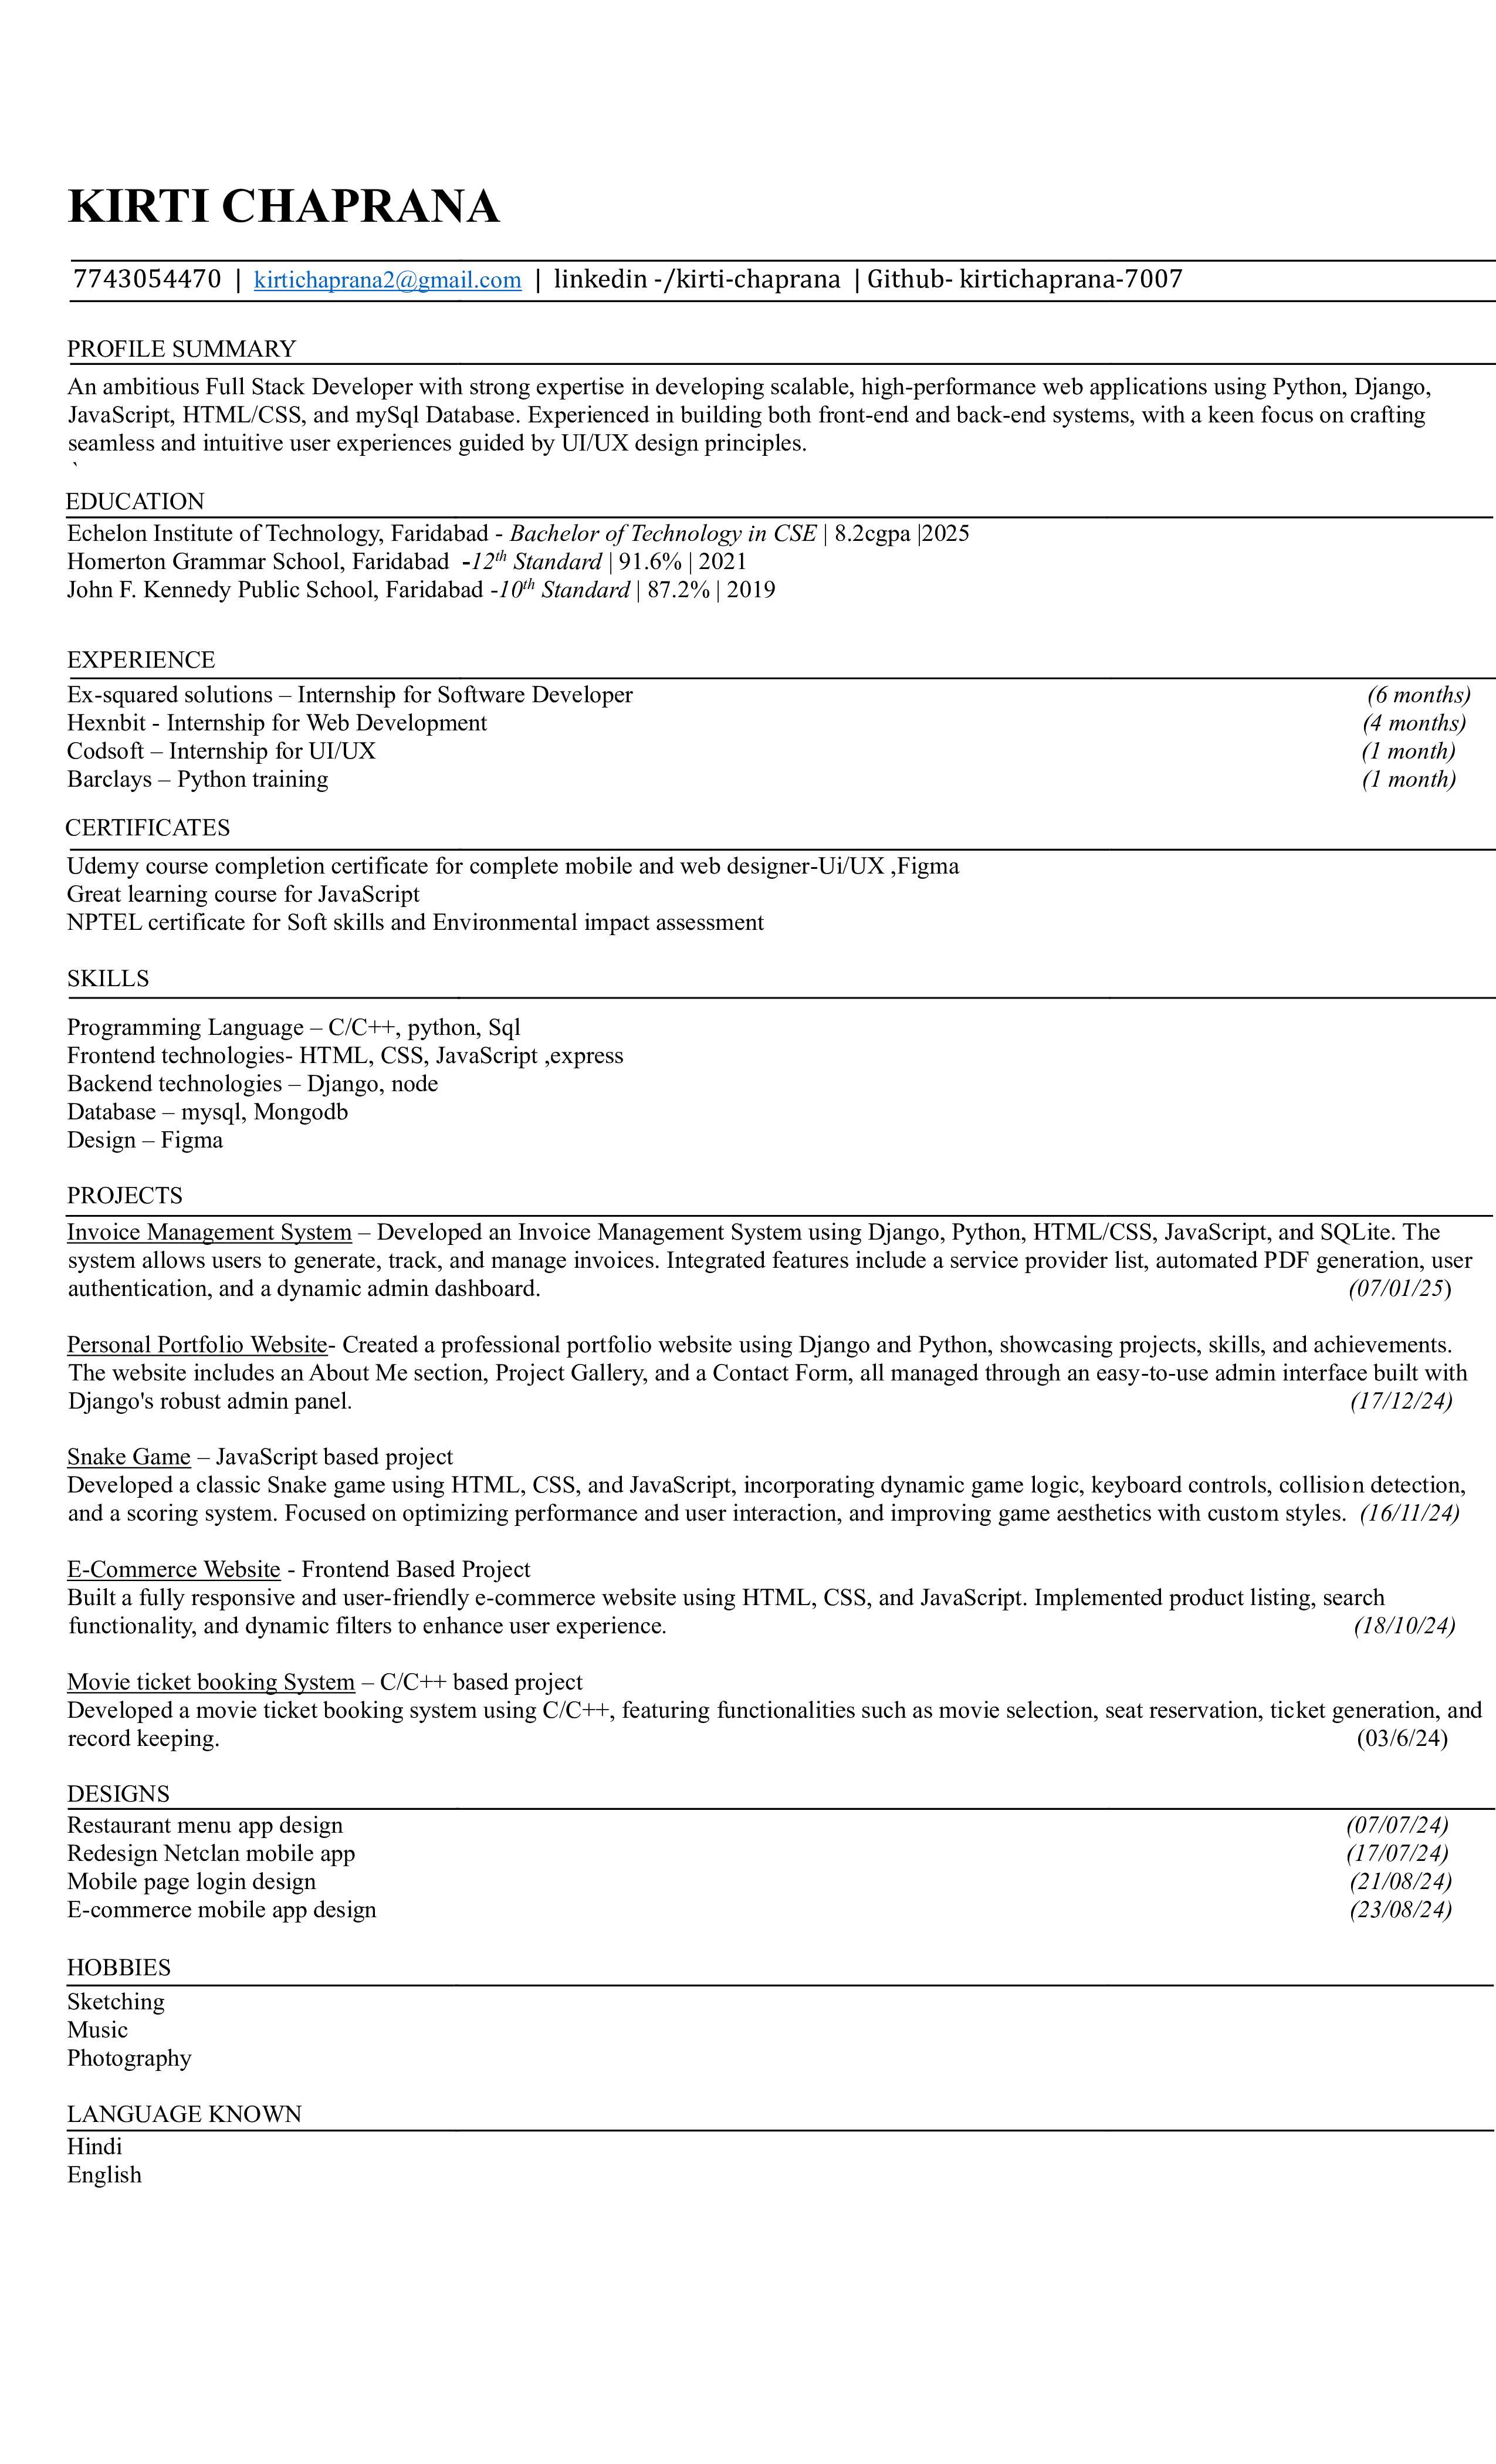 KIRTI CHAPRANA
7743054470 | kirtichaprana2@gmail.com | linkedin -/kirti-chaprana | Github- kirtichaprana-7007
PROFILE SUMMARY
An ambitious Full Stack Developer with strong expertise in developing scalable, high-performance web applications using Python, Django,
JavaScript, HTML/CSS, and mySql Database. Experienced in building both front-end and back-end systems, with a keen focus on crafting
seamless and intuitive user experiences guided by UI/UX design principles.
`
EDUCATION
Echelon Institute of Technology, Faridabad - Bachelor of Technology in CSE | 8.2cgpa |2025
Homerton Grammar School, Faridabad -12th Standard | 91.6% | 2021
John F. Kennedy Public School, Faridabad -10th Standard | 87.2% | 2019
EXPERIENCE
Ex-squared solutions – Internship for Software Developer (6 months)
Hexnbit - Internship for Web Development (4 months)
Codsoft – Internship for UI/UX (1 month)
Barclays – Python training (1 month)
CERTIFICATES
Udemy course completion certificate for complete mobile and web designer-Ui/UX ,Figma
Great learning course for JavaScript
NPTEL certificate for Soft skills and Environmental impact assessment
SKILLS
Programming Language – C/C++, python, Sql
Frontend technologies- HTML, CSS, JavaScript ,express
Backend technologies – Django, node
Database – mysql, Mongodb
Design – Figma
PROJECTS
Invoice Management System – Developed an Invoice Management System using Django, Python, HTML/CSS, JavaScript, and SQLite. The
system allows users to generate, track, and manage invoices. Integrated features include a service provider list, automated PDF generation, user
authentication, and a dynamic admin dashboard. (07/01/25)
Personal Portfolio Website- Created a professional portfolio website using Django and Python, showcasing projects, skills, and achievements.
The website includes an About Me section, Project Gallery, and a Contact Form, all managed through an easy-to-use admin interface built with
Django's robust admin panel. (17/12/24)
Snake Game – JavaScript based project
Developed a classic Snake game using HTML, CSS, and JavaScript, incorporating dynamic game logic, keyboard controls, collision detection,
and a scoring system. Focused on optimizing performance and user interaction, and improving game aesthetics with custom styles. (16/11/24)
E-Commerce Website - Frontend Based Project
Built a fully responsive and user-friendly e-commerce website using HTML, CSS, and JavaScript. Implemented product listing, search
functionality, and dynamic filters to enhance user experience. (18/10/24)
Movie ticket booking System – C/C++ based project
Developed a movie ticket booking system using C/C++, featuring functionalities such as movie selection, seat reservation, ticket generation, and
record keeping. (03/6/24)
DESIGNS
Restaurant menu app design (07/07/24)
Redesign Netclan mobile app (17/07/24)
Mobile page login design (21/08/24)
E-commerce mobile app design (23/08/24)
HOBBIES
Sketching
Music
Photography
LANGUAGE KNOWN
Hindi
English